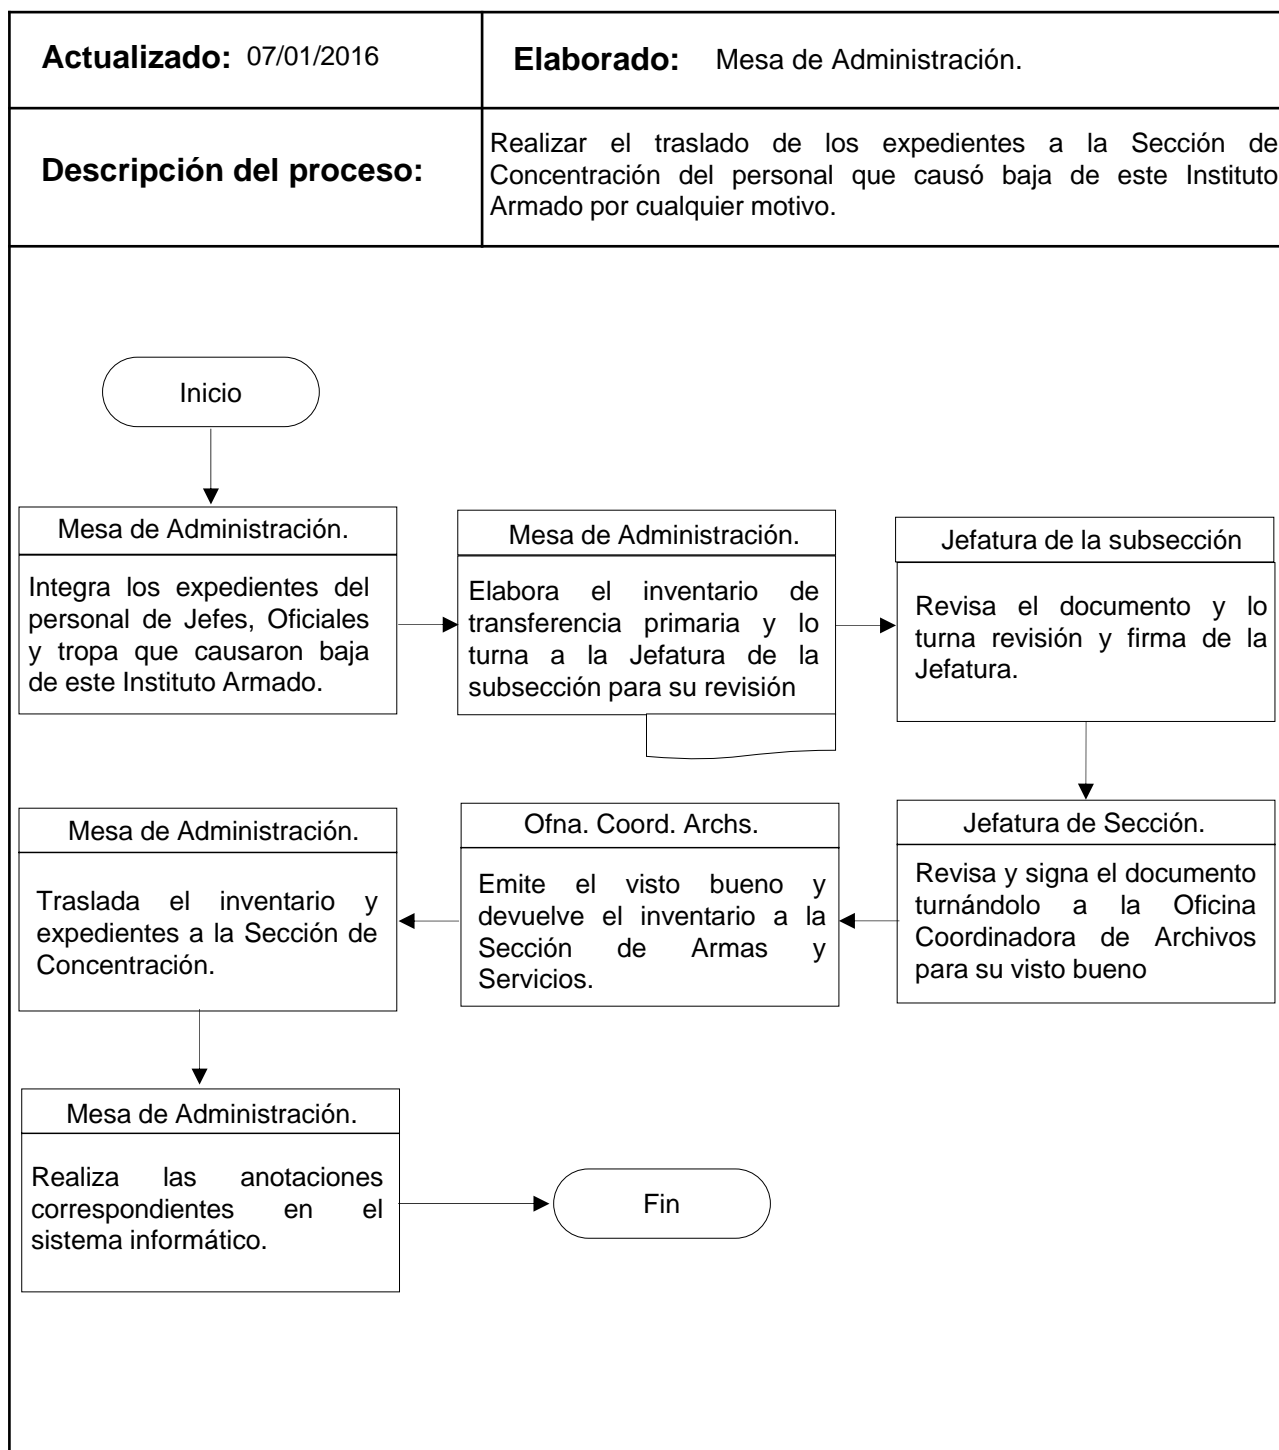 Actualizado: 07/01/2016
Elaborado: Mesa de Administración.
Descripción del proceso:
Realizar el traslado de los expedientes a la Sección de
Concentración del personal que causó baja de este Instituto
Armado por cualquier motivo.
Inicio
Mesa de Administración.
Integra los expedientes del
personal de Jefes, Oficiales
y tropa que causaron baja
de este Instituto Armado.
Mesa de Administración.
Elabora el inventario de
transferencia primaria y lo
turna a la Jefatura de la
subsección para su revisión
Jefatura de la subsección
Revisa el documento y lo
turna revisión y firma de la
Jefatura.
Jefatura de Sección.
Revisa y signa el documento
turnándolo a la Oficina
Coordinadora de Archivos
para su visto bueno
Ofna. Coord. Archs.
Emite el visto bueno y
devuelve el inventario a la
Sección de Armas y
Servicios.
Mesa de Administración.
Traslada el inventario y
expedientes a la Sección de
Concentración.
Mesa de Administración.
Realiza las anotaciones
correspondientes en el
sistema informático.
Fin